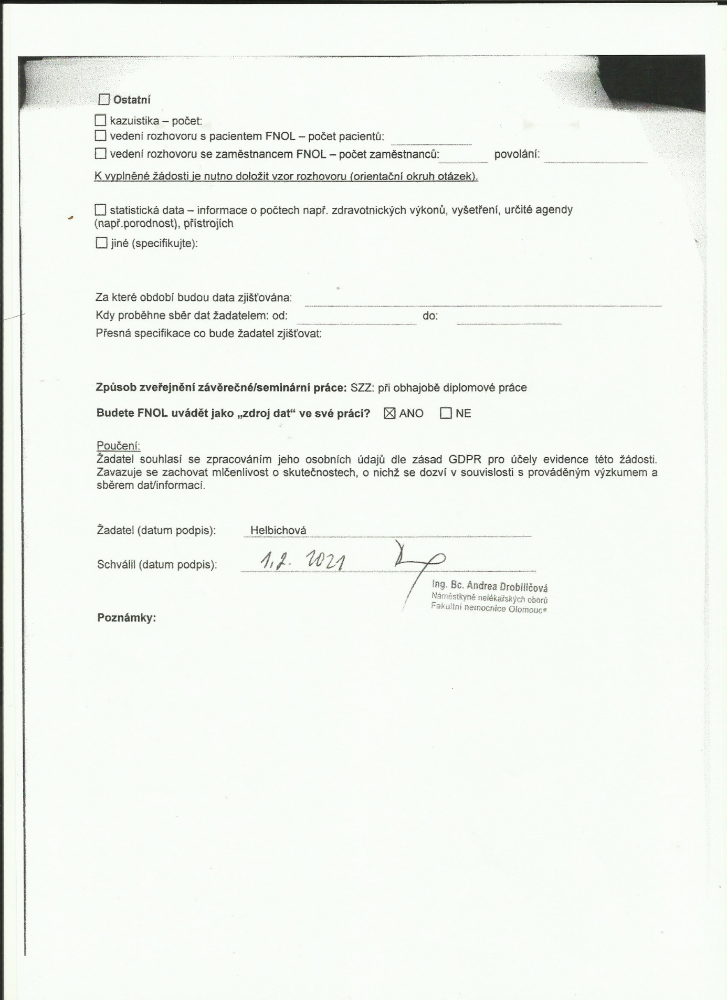 ☐ Ostatní
☐ kazuistika – počet:
☐ vedení rozhovoru s pacientem FNOL – počet pacientů:
☐ vedení rozhovoru se zaměstnancem FNOL – počet zaměstnanců: povolání:
K vyplněné žádosti je nutno doložit vzor rozhovoru (orientační okruh otázek).
☐ statistická data – informace o počtech např. zdravotnických výkonů, vyšetření, určité agendy
(např.porodnost), přístrojích
☐ jiné (specifikujte):
Za které období budou data zjišťována:
Kdy proběhne sběr dat žadatelem: od: do:
Přesná specifikace co bude žadatel zjišťovat:
Způsob zveřejnění závěrečné/seminární práce: SZZ: při obhajobě diplomové práce
Budete FNOL uvádět jako „zdroj dat“ ve své práci? ☒ ANO ☐ NE
Poučení:
Žadatel souhlasí se zpracováním jeho osobních údajů dle zásad GDPR pro účely evidence této žádosti.
Zavazuje se zachovat mlčenlivost o skutečnostech, o nichž se dozví v souvislosti s prováděným výzkumem a
sběrem dat/informací.
Žadatel (datum podpis): Helbichová
Schválil (datum podpis): 1.2. 2021
Ing. Bc. Andrea Drobiličová
Náměstkyně nelékařských oborů
Fakultní nemocnice Olomouc
Poznámky: